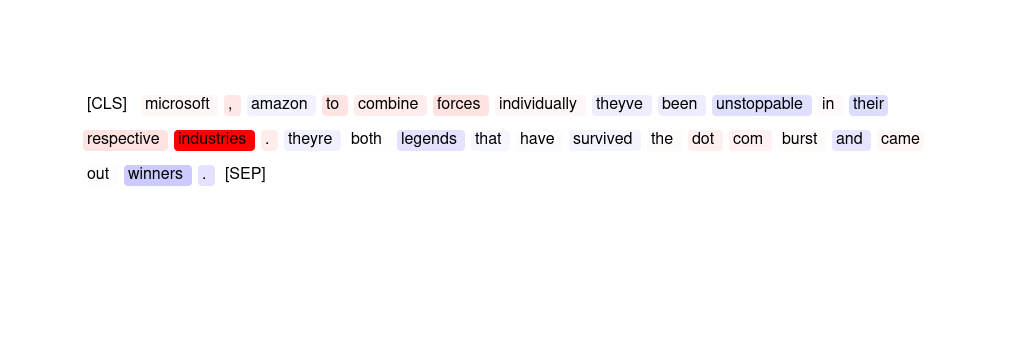 [CLS] microsoft , amazon to combine forces individually theyve been unstoppable in their
respective industries . theyre both legends that have survived the dot com burst and came
out winners . [SEP]